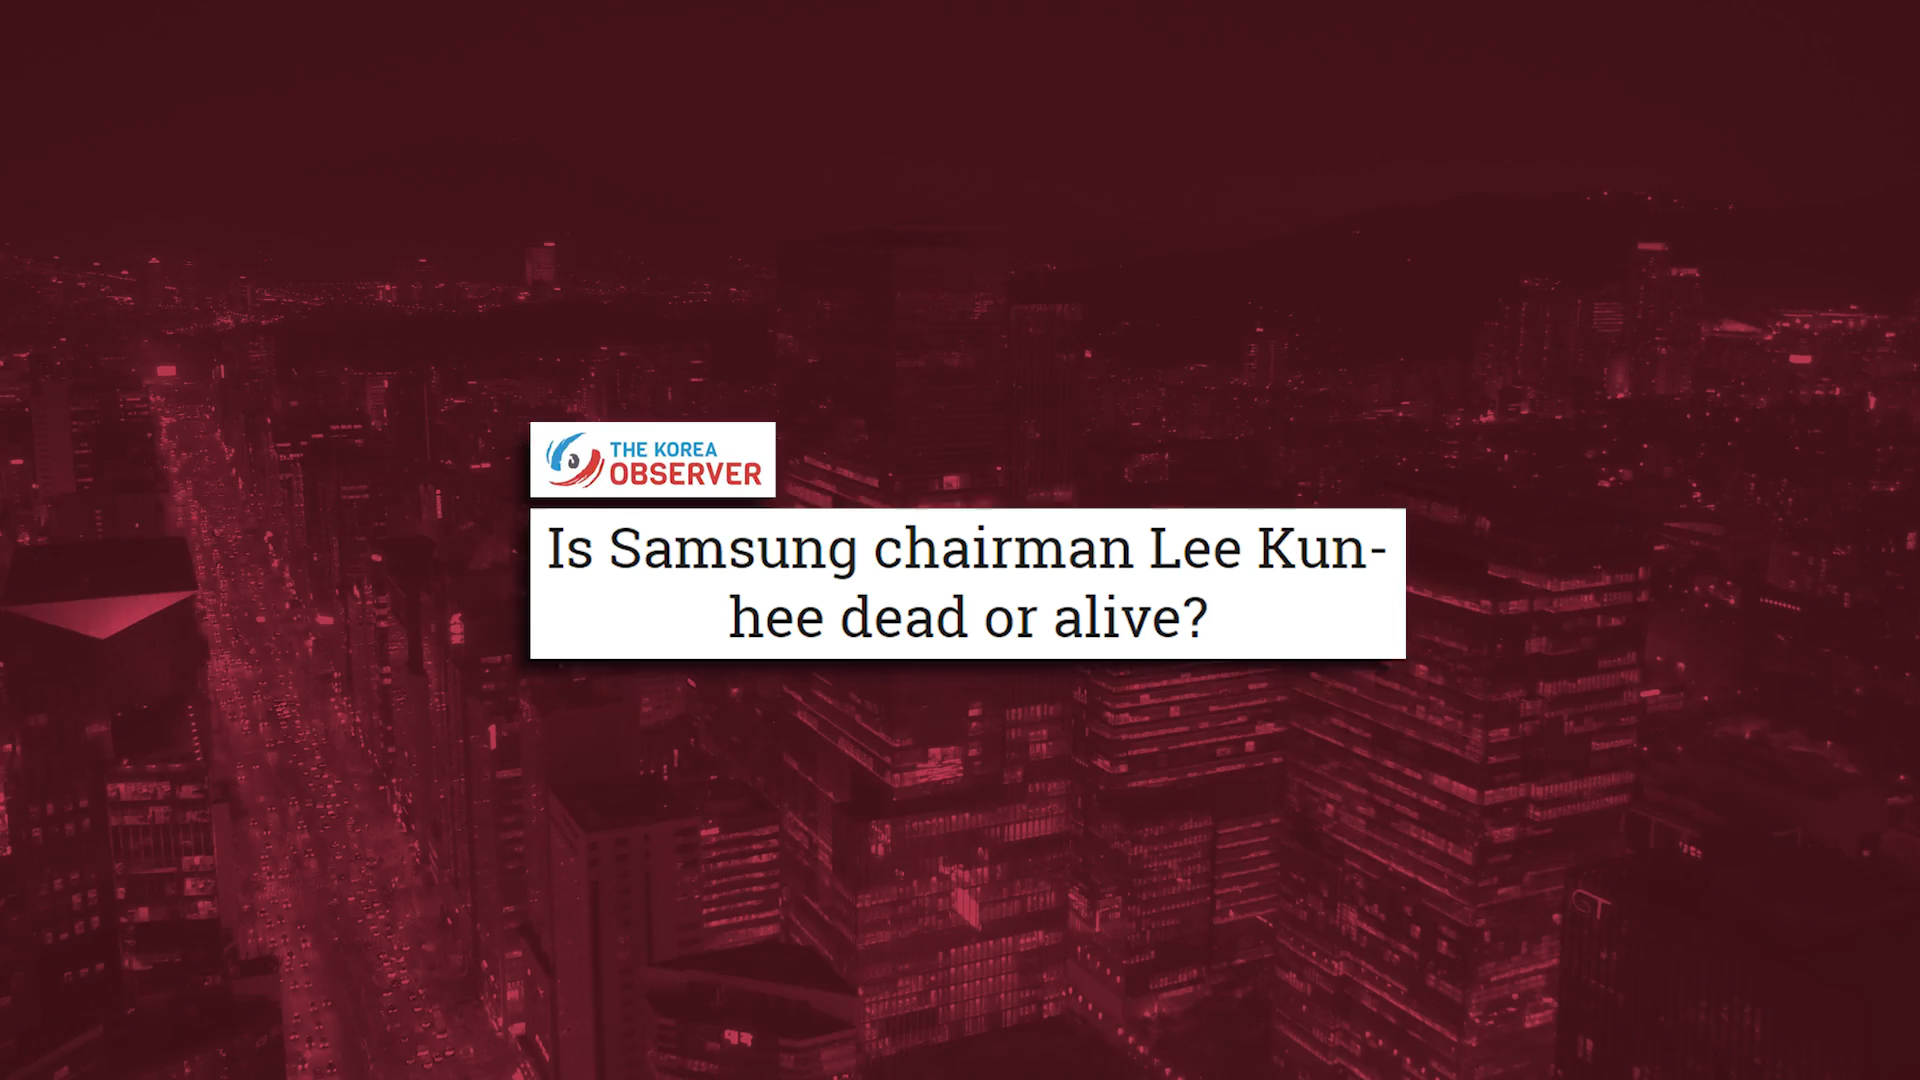 THE KOREA
OBSERVER
Is Samsung chairman Lee Kun-
hee dead or alive?